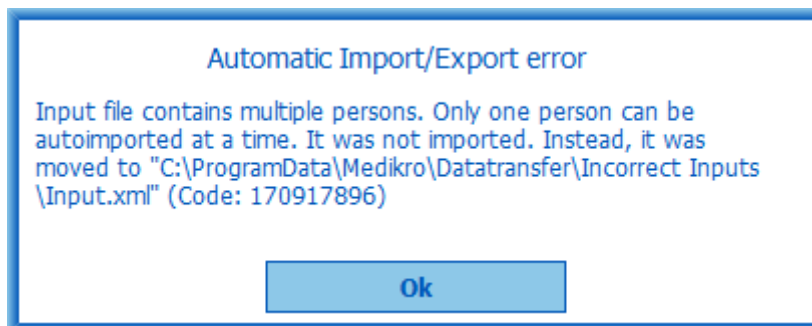 Automatic Import/Export error
Input file contains multiple persons. Only one person can be
autoimported at a time. It was not imported. Instead, it was
moved to "C:\ProgramData\Medikro\Datatransfer\Incorrect Inputs
\Input.xml" (Code: 170917896)
Ok